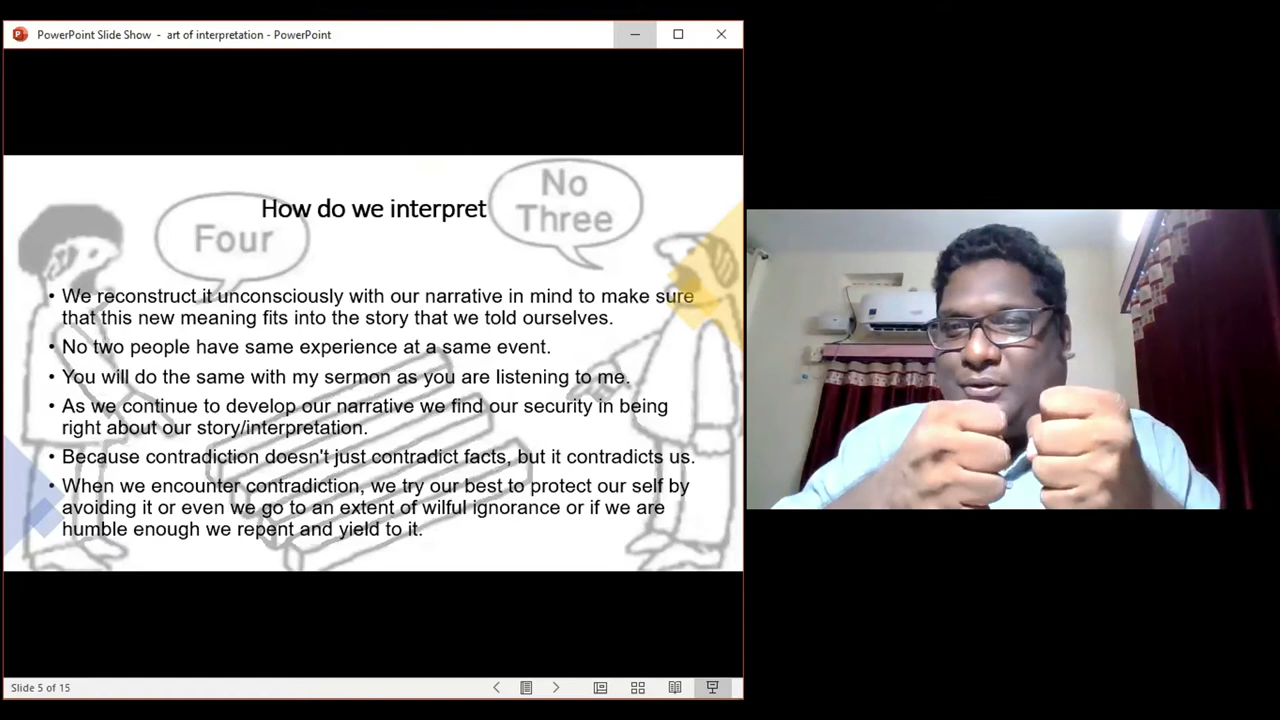 PowerPoint Slide Show - art of interpretation - PowerPoint
Four
No
Three
How do we interpret
• We reconstruct it unconsciously with our narrative in mind to make sure
that this new meaning fits into the story that we told ourselves.
• No two people have same experience at a same event.
• You will do the same with my sermon as you are listening to me.
• As we continue to develop our narrative we find our security in being
right about our story/interpretation.
• Because contradiction doesn't just contradict facts, but it contradicts us.
• When we encounter contradiction, we try our best to protect our self by
avoiding it or even we go to an extent of wilful ignorance or if we are
humble enough we repent and yield to it.
Slide 5 of 15